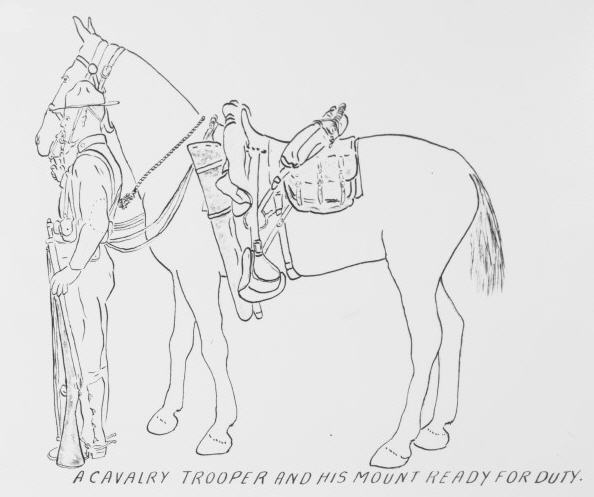 A CAVALRY TROOPER AND HIS MOUNT READY FOR DUTY.